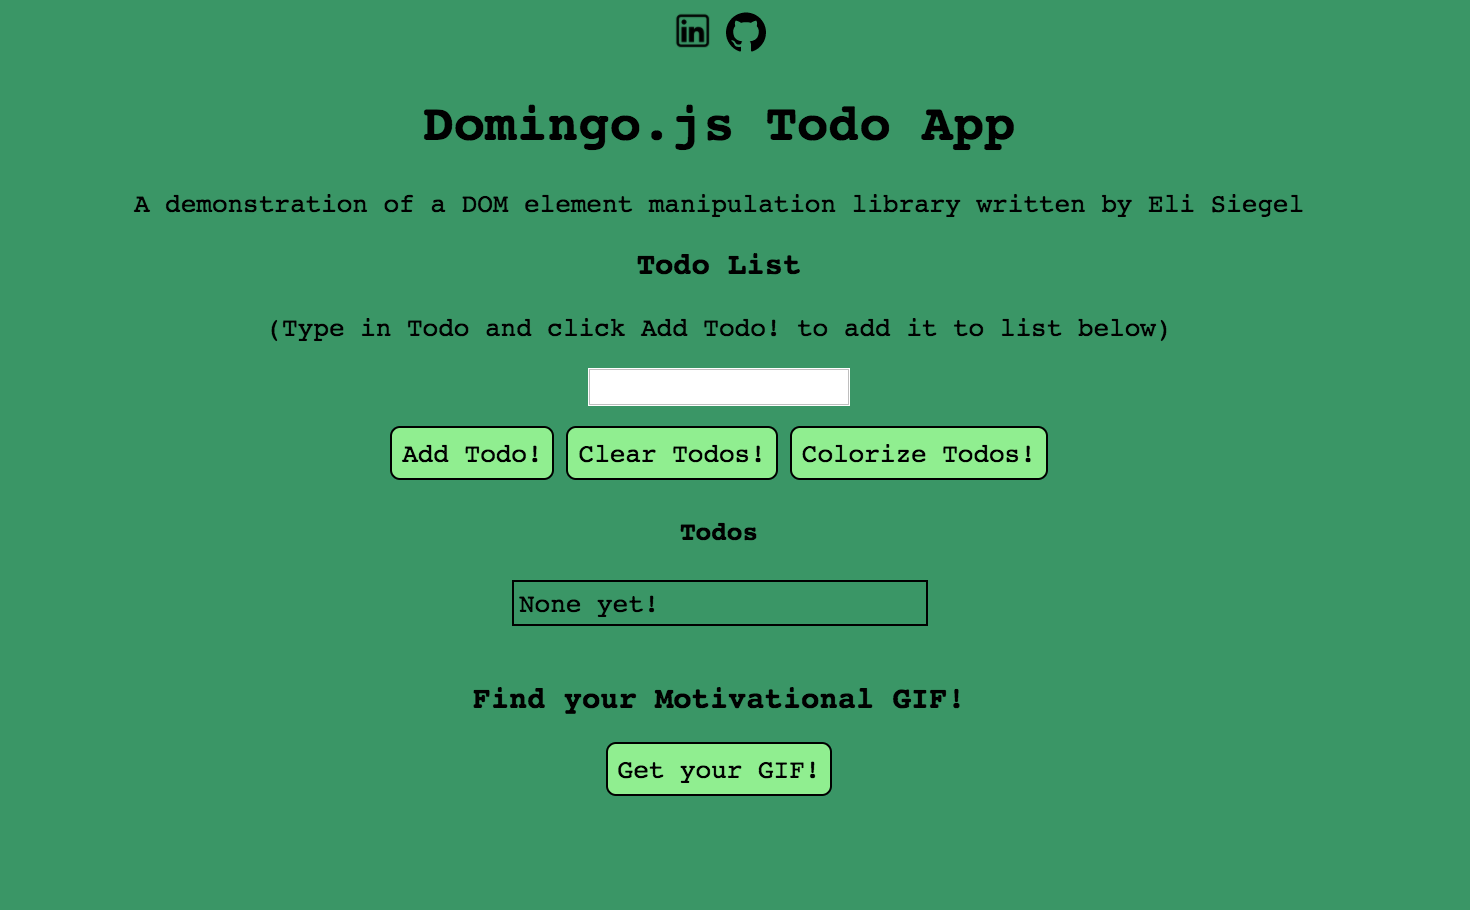 in
Domingo.js Todo App
A demonstration of a DOM element manipulation library written by Eli Siegel
Todo List
(Type in Todo and click Add Todo! to add it to list below)
Add Todo! Clear Todos! Colorize Todos!
Todos
None yet!
Find your Motivational GIF!
Get your GIF!